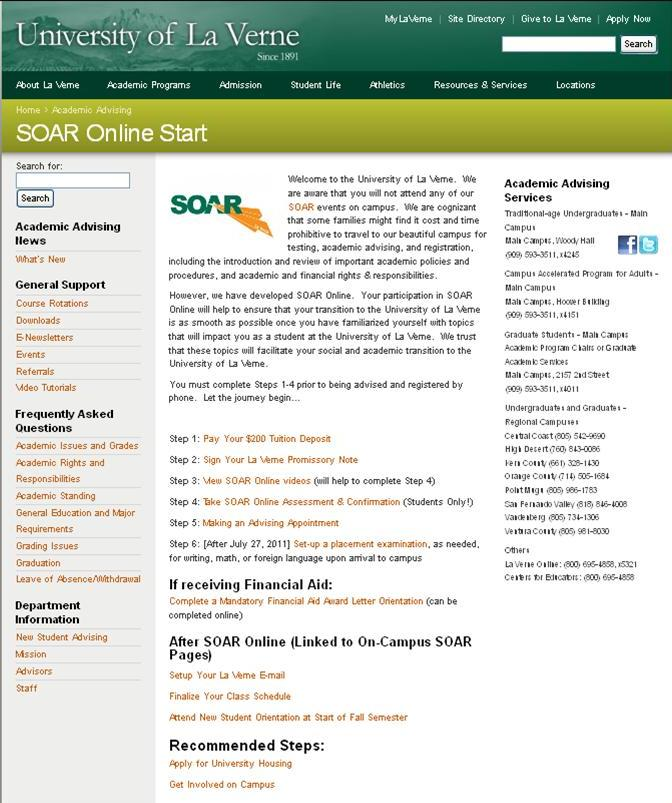 MyLaVerne | Site Directory | Give to La Verne | Apply Now
University of La Verne
Since 1891
Search
About La Verne Academic Programs Admission Student Life Athletics Resources & Services Locations
Home > Academic Advising
SOAR Online Start
Search for:
Search
Academic Advising
News
What's New
General Support
Course Rotations
Downloads
E-Newsletters
Events
Referrals
Video Tutorials
Frequently Asked
Questions
Academic Issues and Grades
Academic Rights and
Responsibilities
Academic Standing
General Education and Major
Requirements
Grading Issues
Graduation
Leave of Absence/Withdrawal
Department
Information
New Student Advising
Mission
Advisors
Staff
SOAR
Welcome to the University of La Verne. We
are aware that you will not attend any of our
SOAR events on campus. We are cognizant
that some families might find it cost and time
prohibitive to travel to our beautiful campus for
testing, academic advising, and registration,
including the introduction and review of important academic policies and
procedures, and academic and financial rights & responsibilities.
However, we have developed SOAR Online. Your participation in SOAR
Online will help to ensure that your transition to the University of La Verne
is as smooth as possible once you have familiarized yourself with topics
that will impact you as a student at the University of La Verne. We trust
that these topics will facilitate your social and academic transition to the
University of La Verne.
You must complete Steps 1-4 prior to being advised and registered by
phone. Let the journey begin...
Step 1: Pay Your $200 Tuition Deposit
Step 2: Sign Your La Verne Promissory Note
Step 3: View SOAR Online videos (will help to complete Step 4)
Step 4: Take SOAR Online Assessment & Confirmation (Students Only!)
Step 5: Making an Advising Appointment
Step 6: [After July 27, 2011] Set-up a placement examination, as needed,
for writing, math, or foreign language upon arrival to campus
If receiving Financial Aid:
Complete a Mandatory Financial Aid Award Letter Orientation (can be
completed online)
After SOAR Online (Linked to On-Campus SOAR
Pages)
Setup Your La Verne E-mail
Finalize Your Class Schedule
Attend New Student Orientation at Start of Fall Semester
Recommended Steps:
Apply for University Housing
Get Involved on Campus
Academic Advising
Services
Traditional-age Undergraduates - Main
Campus
Main Campus, Woody Hall
(909) 593-3511, x4245
Campus Accelerated Program for Adults -
Main Campus
Main Campus, Hoover Building
(909) 593-3511, x4151
Graduate Students - Main Campus
Academic Program Chairs or Graduate
Academic Services
Main Campus, 2157 2nd Street
(909) 593-3511, x4011
Undergraduates and Graduates -
Regional Campuses
Central Coast (805) 542-9690
High Desert (760) 843-0086
Kern County (661) 328-1430
Orange County (714) 505-1684
Point Mugu (805) 986-1783
San Fernando Valley (818) 846-4008
Vandenberg (805) 734-1306
Ventura County (805) 981-8030
Others
La Verne Online: (800) 695-4858, x5321
Centers for Educators: (800) 695-4858